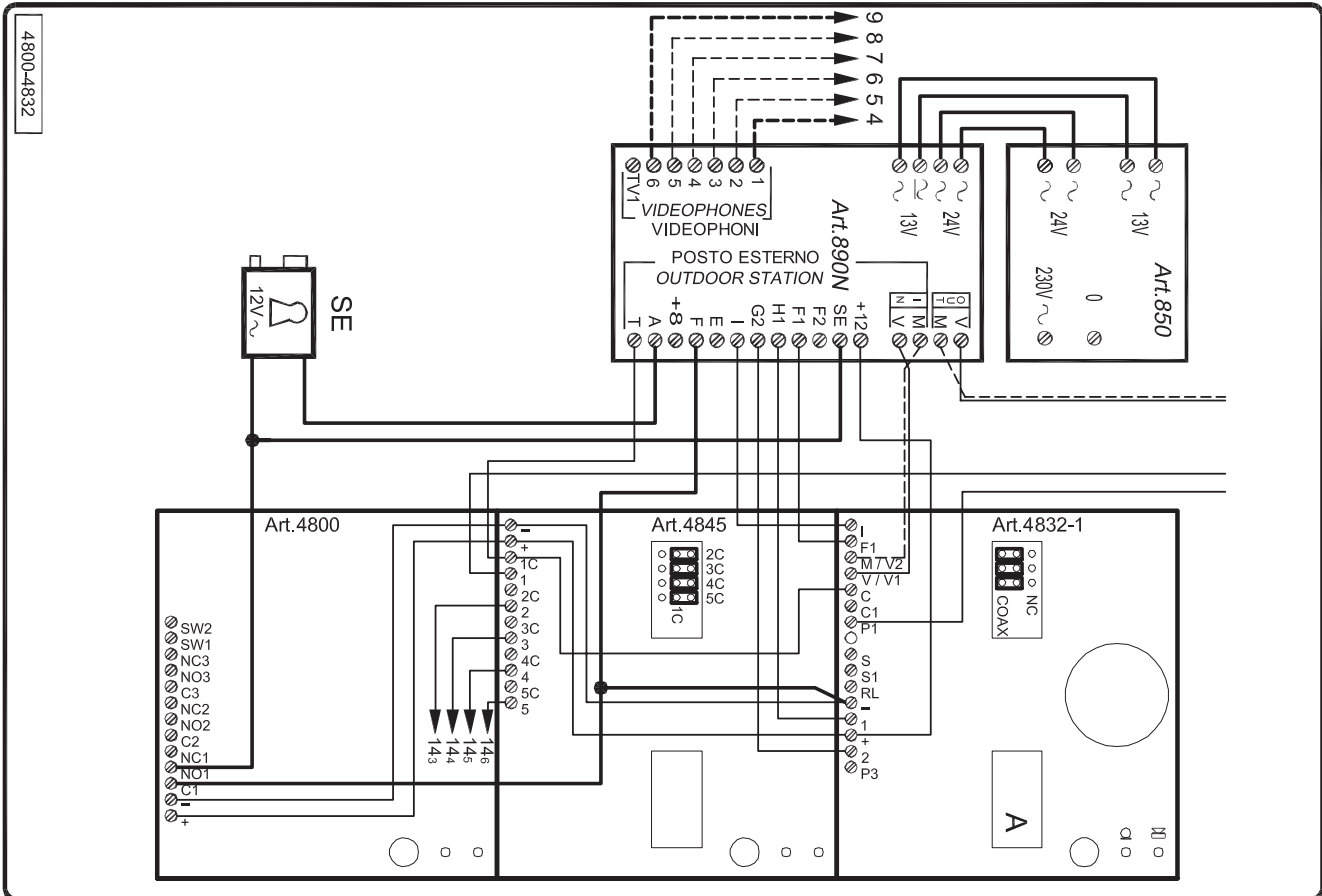 4800-4832
9
8
7
6
5
4
TV1 6 5 4 3 2 1
VIDEOPHONES
VIDEOPHONI
13V 24V
Art.890N
POSTO ESTERNO
OUTDOOR STATION
IN OUT
V M M V
T A +8 F E I G2 H1 F1 F2 SE +12
24V 13V
Art.850
230V ~ 0
SE
12V ~
Art.4800
SW2
SW1
NC3
NO3
C3
NC2
NO2
C2
NC1
NO1
C1
–
+
Art.4845
–
+
1C
1
2C
2
3C
3
4C
4
5C
5
2C
3C
4C
5C
1C
14₃ 14₄ 14₅ 14₆
Art.4832-1
I
F1
M / V2
V / V1
C
C1
P1
S
S1
RL
–
1
+
2
P3
NC
COAX
A